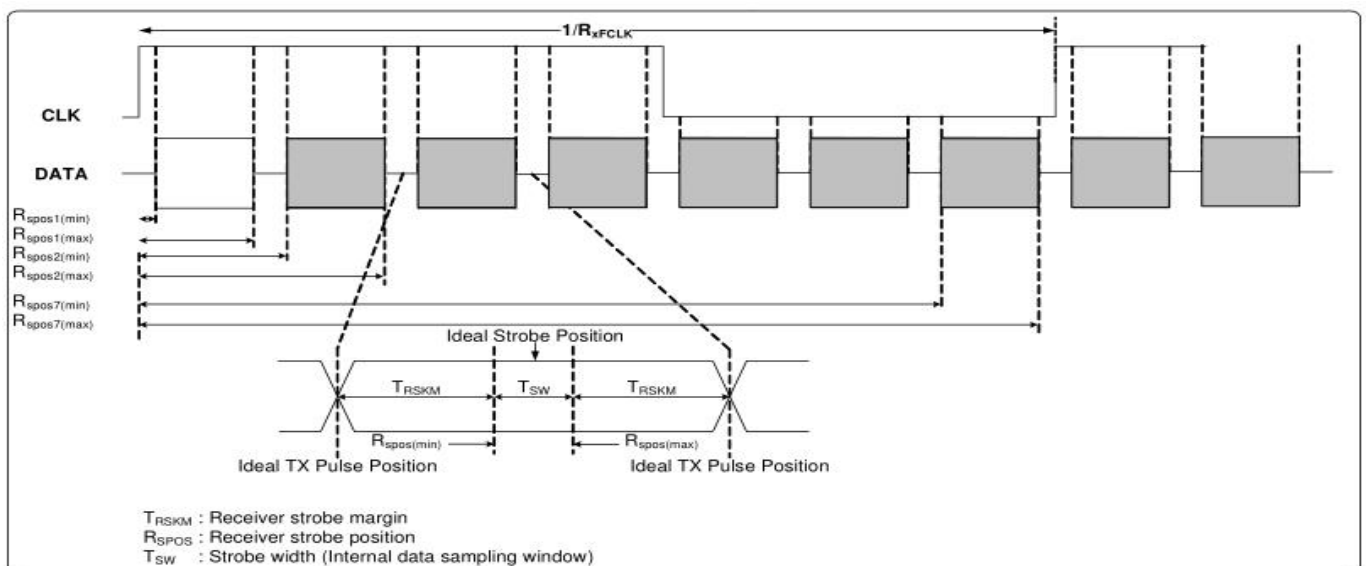 1/RxFCLK
CLK
DATA
Rspos1(min)
Rspos1(max)
Rspos2(min)
Rspos2(max)
Rspos7(min)
Rspos7(max)
Ideal Strobe Position
TRSKM TSW TRSKM
Rspos(min) Rspos(max)
Ideal TX Pulse Position Ideal TX Pulse Position
TRSKM : Receiver strobe margin
RSPOS : Receiver strobe position
TSW : Strobe width (Internal data sampling window)